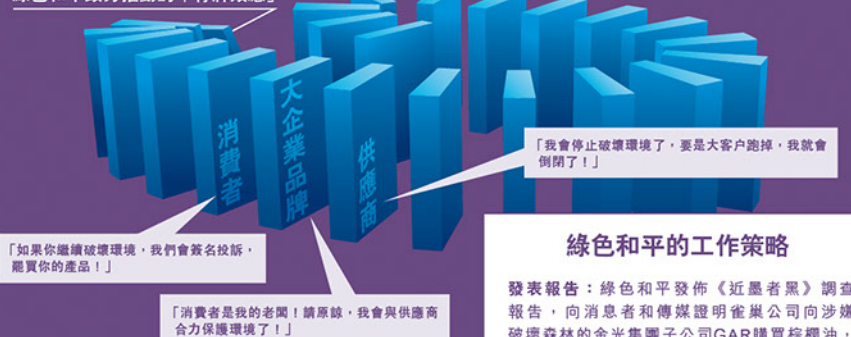 消費者
大企業品牌
供應商
「我會停止破壞環境了，要是大客户跑掉，我就會
倒閉了！」
「如果你繼續破壞環境，我們會簽名投訴，
罷買你的產品！」
「消費者是我的老闆！請原諒，我會與供應商
合力保護環境了！」
綠色和平的工作策略
發表報告：綠色和平發佈《近墨者黑》調查
報告，向消息者和傳媒證明雀巢公司向涉嫌
破壞森林的金光集團子公司GAR購買棕櫚油，